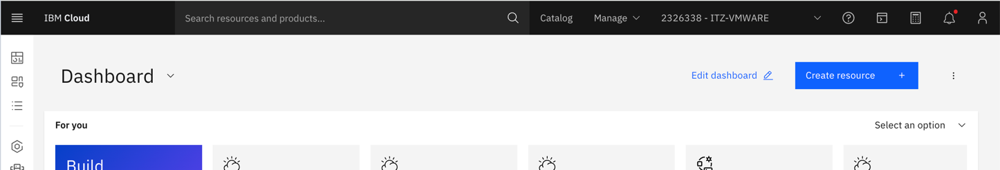 IBM Cloud
Search resources and products...
Catalog
Manage
2326338 - ITZ-VMWARE
Dashboard
Edit dashboard
Create resource
For you
Select an option
Build